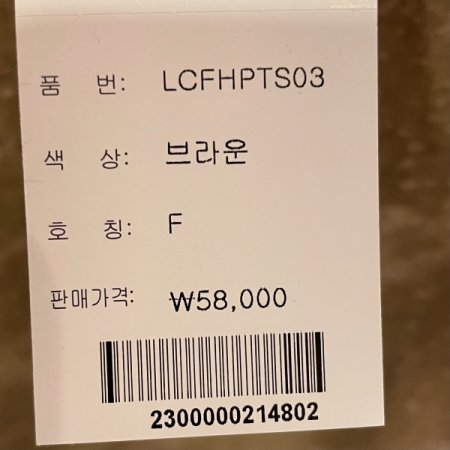 품 번: LCFHPTS03
색 상: 브라운
호 칭: F
판매가격: ₩58,000
2300000214802